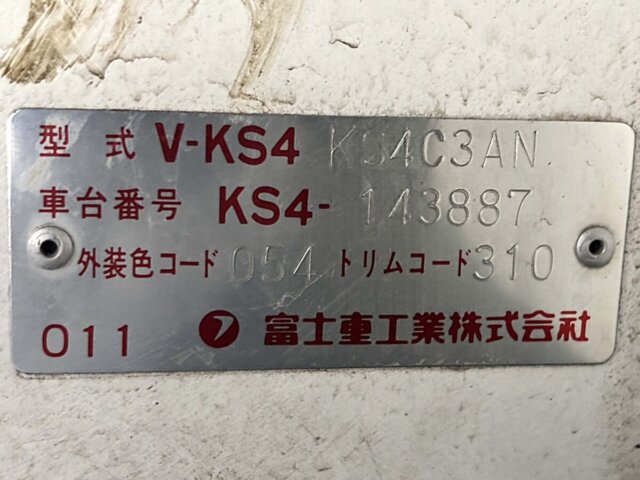 型式 V-KS4 KS4C3AN
車台番号 KS4- 143887
外装色コード 054 トリムコード 310
011 フ 富士重工業株式会社